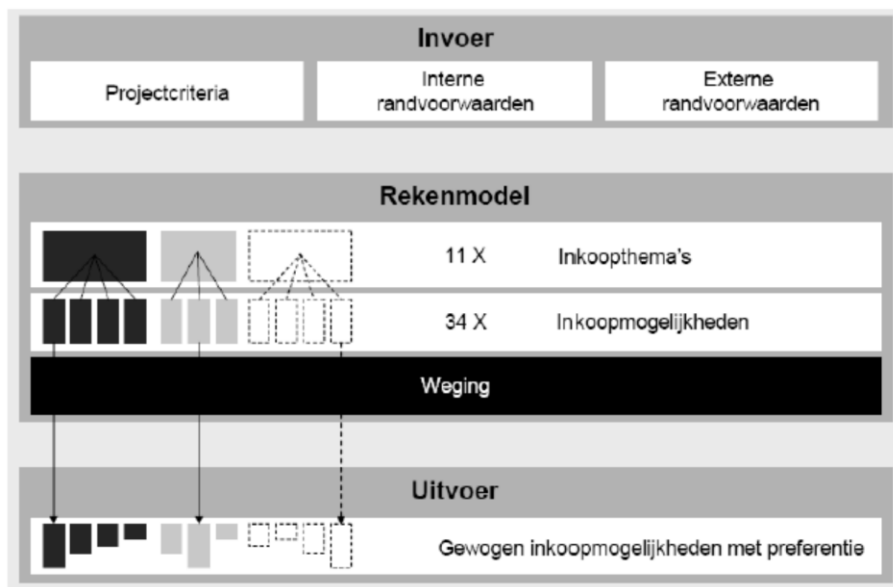 Invoer
Projectcriteria
Interne
randvoorwaarden
Externe
randvoorwaarden
Rekenmodel
11 X Inkoopthema's
34 X Inkoopmogelijkheden
Weging
Uitvoer
Gewogen inkoopmogelijkheden met preferentie